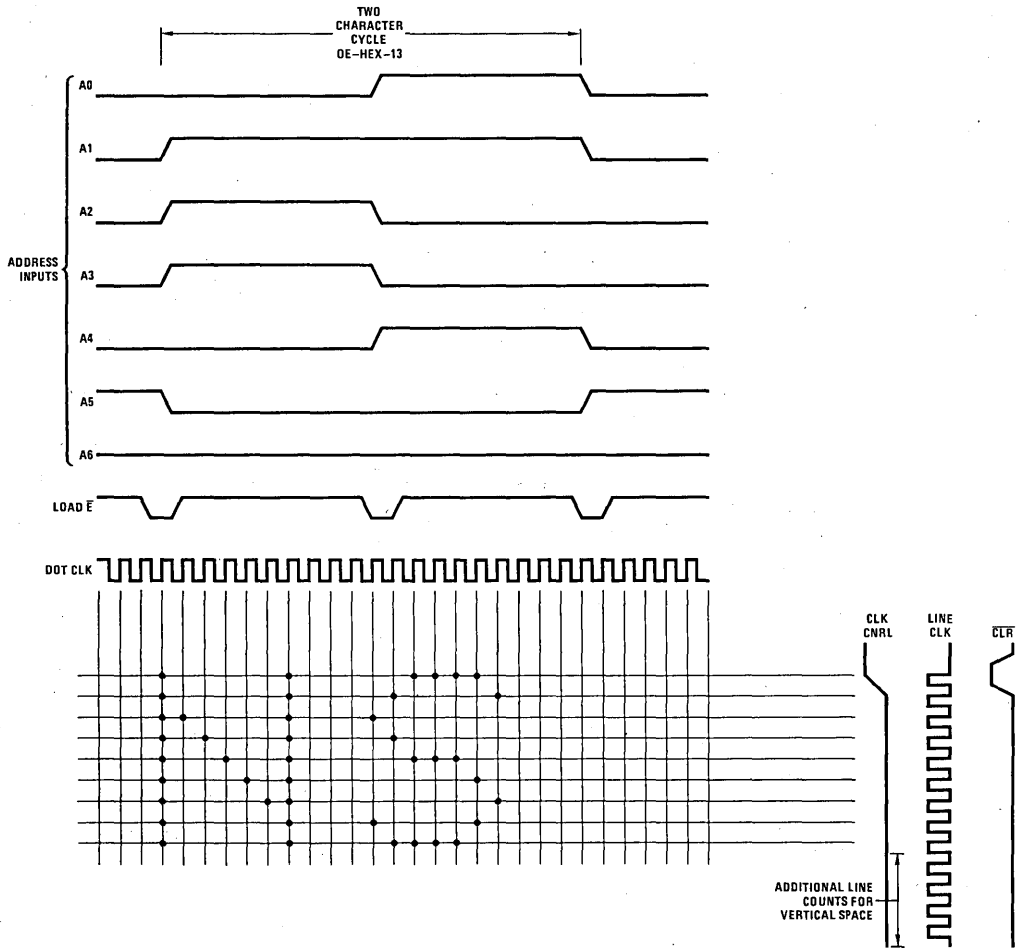 TWO
CHARACTER
CYCLE
OE–HEX–13
A0
A1
A2
ADDRESS
INPUTS
A3
A4
A5
A6
LOAD E̅
DOT CLK
CLK
CNRL
LINE
CLK
C̅L̅R̅
ADDITIONAL LINE
COUNTS FOR
VERTICAL SPACE